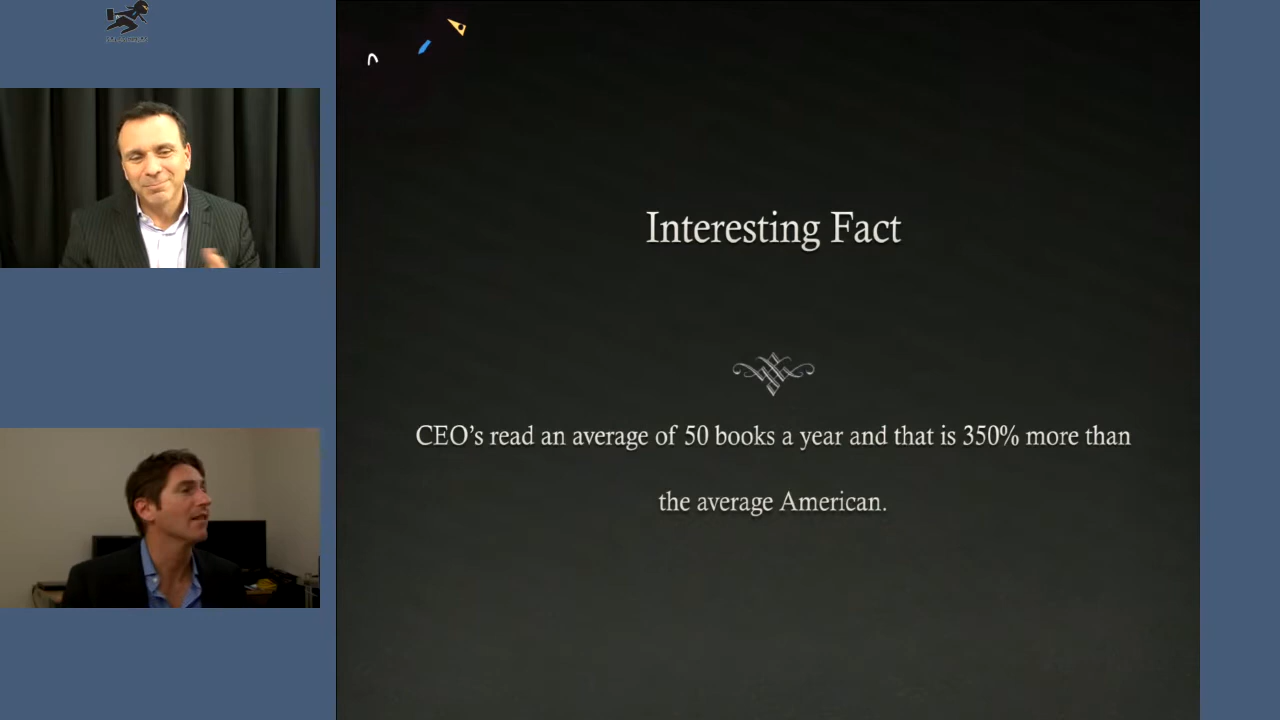 Interesting Fact
CEO’s read an average of 50 books a year and that is 350% more than
the average American.